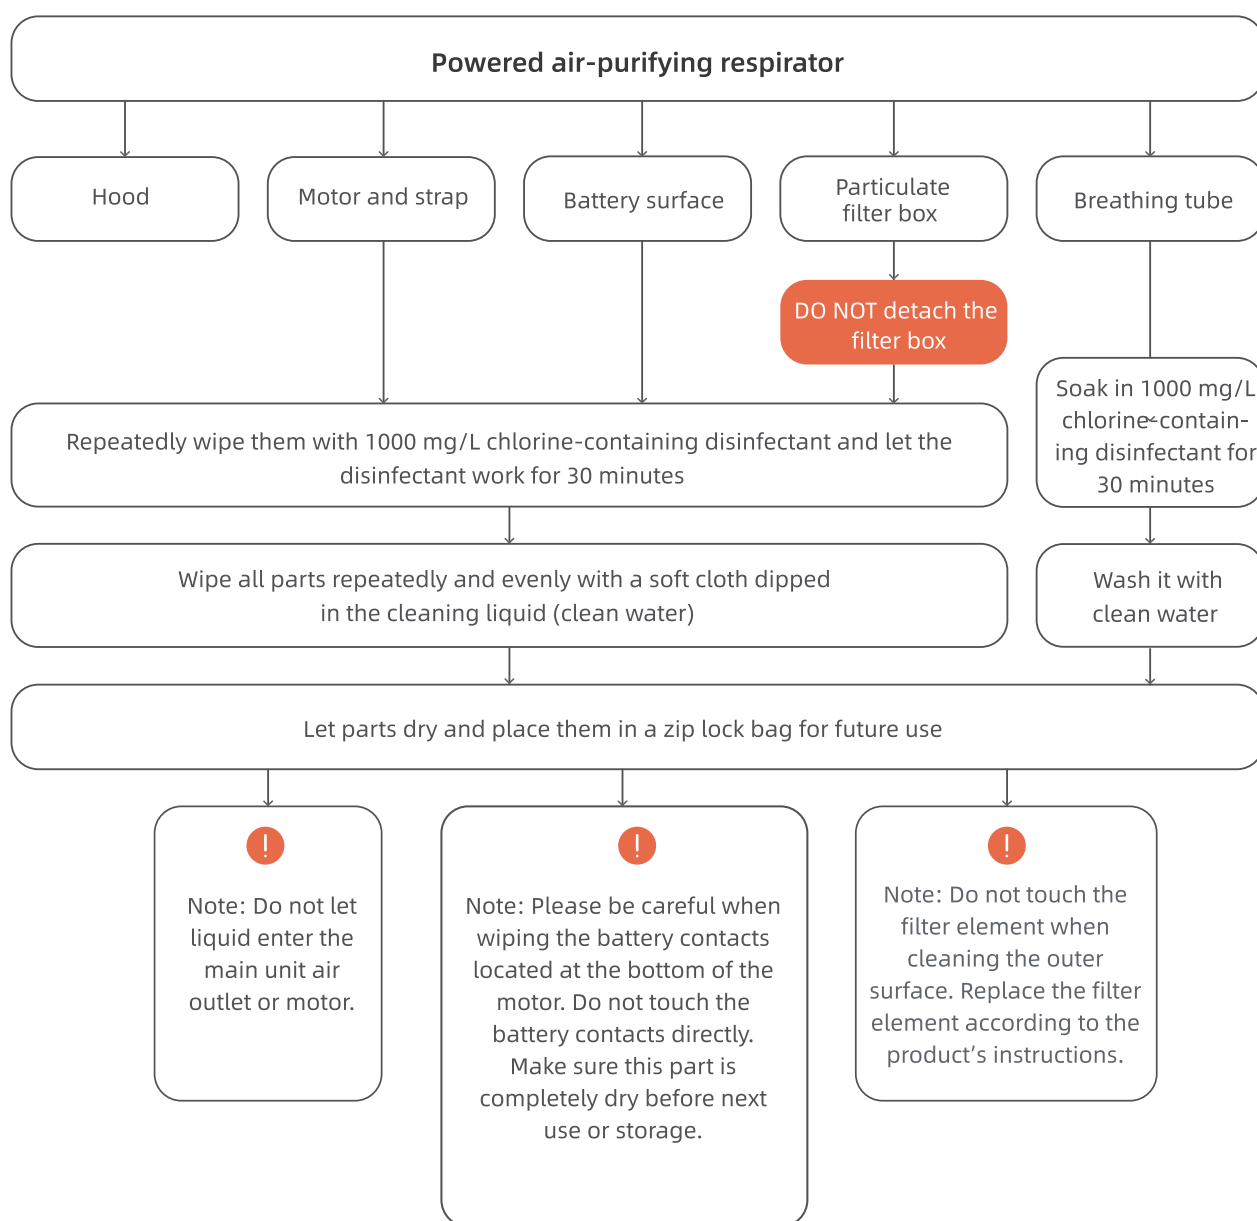 Powered air-purifying respirator
Hood
Motor and strap
Battery surface
Particulate
filter box
Breathing tube
DO NOT detach the
filter box
Repeatedly wipe them with 1000 mg/L chlorine-containing disinfectant and let the
disinfectant work for 30 minutes
Soak in 1000 mg/L
chlorine-contain-
ing disinfectant for
30 minutes
Wipe all parts repeatedly and evenly with a soft cloth dipped
in the cleaning liquid (clean water)
Wash it with
clean water
Let parts dry and place them in a zip lock bag for future use
!
Note: Do not let
liquid enter the
main unit air
outlet or motor.
!
Note: Please be careful when
wiping the battery contacts
located at the bottom of the
motor. Do not touch the
battery contacts directly.
Make sure this part is
completely dry before next
use or storage.
!
Note: Do not touch the
filter element when
cleaning the outer
surface. Replace the filter
element according to the
product’s instructions.